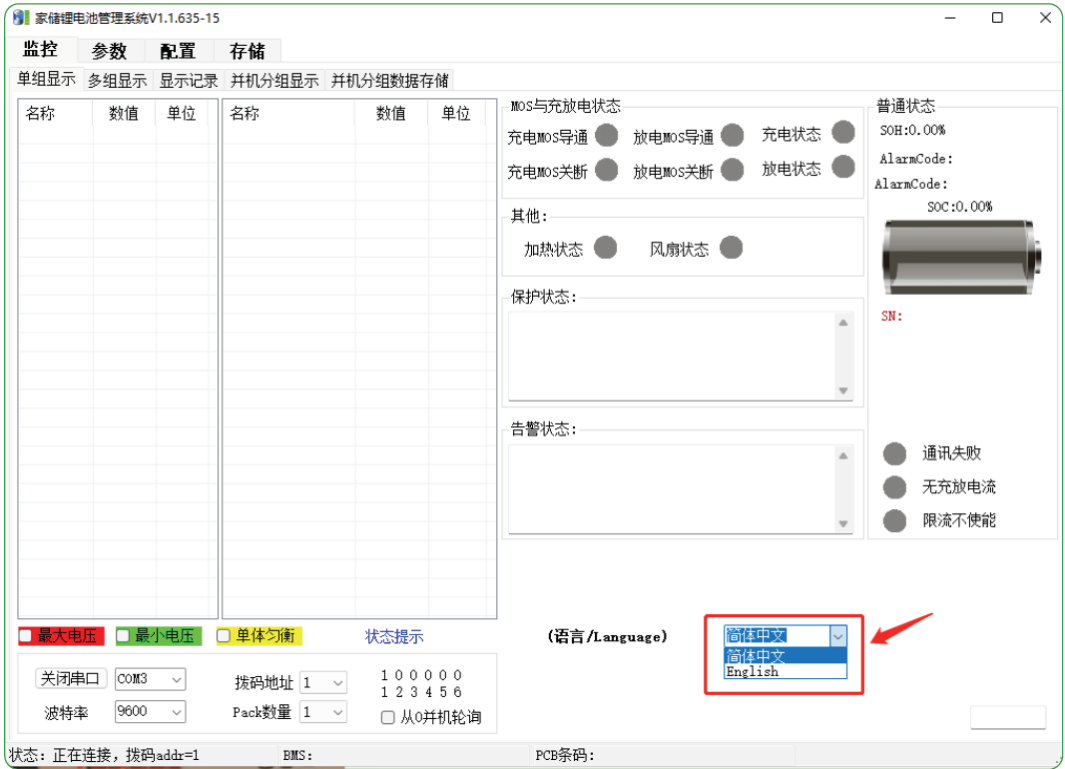 家储锂电池管理系统V1.1.635-15
监控 参数 配置 存储
单组显示 多组显示 显示记录 并机分组显示 并机分组数据存储
名称 数值 单位 名称 数值 单位
MOS与充放电状态
充电MOS导通 放电MOS导通 充电状态
充电MOS关断 放电MOS关断 放电状态
其他:
加热状态 风扇状态
保护状态:
告警状态:
普通状态
SOH:0.00%
AlarmCode:
AlarmCode:
SOC:0.00%
SN:
通讯失败
无充放电流
限流不使能
最大电压 最小电压 单体匀衡 状态提示
(语言/Language)
简体中文
简体中文
English
关闭串口 COM3
波特率 9600
拨码地址 1
Pack数量 1
1 0 0 0 0 0
1 2 3 4 5 6
从0并机轮询
状态: 正在连接, 拨码addr=1 BMS: PCB条码: